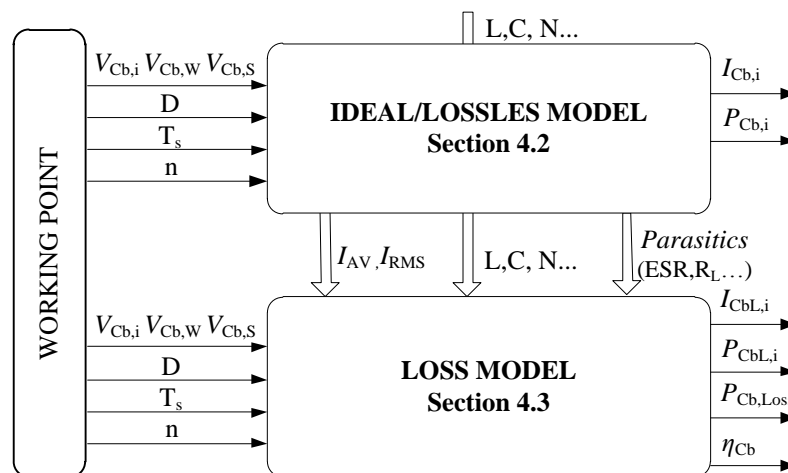 WORKING POINT
L,C, N...
V_Cb,i V_Cb,W V_Cb,S
D
T_s
n
IDEAL/LOSSLES MODEL
Section 4.2
I_Cb,i
P_Cb,i
I_AV ,I_RMS
L,C, N...
Parasitics
(ESR,R_L…)
V_Cb,i V_Cb,W V_Cb,S
D
T_s
n
LOSS MODEL
Section 4.3
I_CbL,i
P_CbL,i
P_Cb,Los
η_Cb